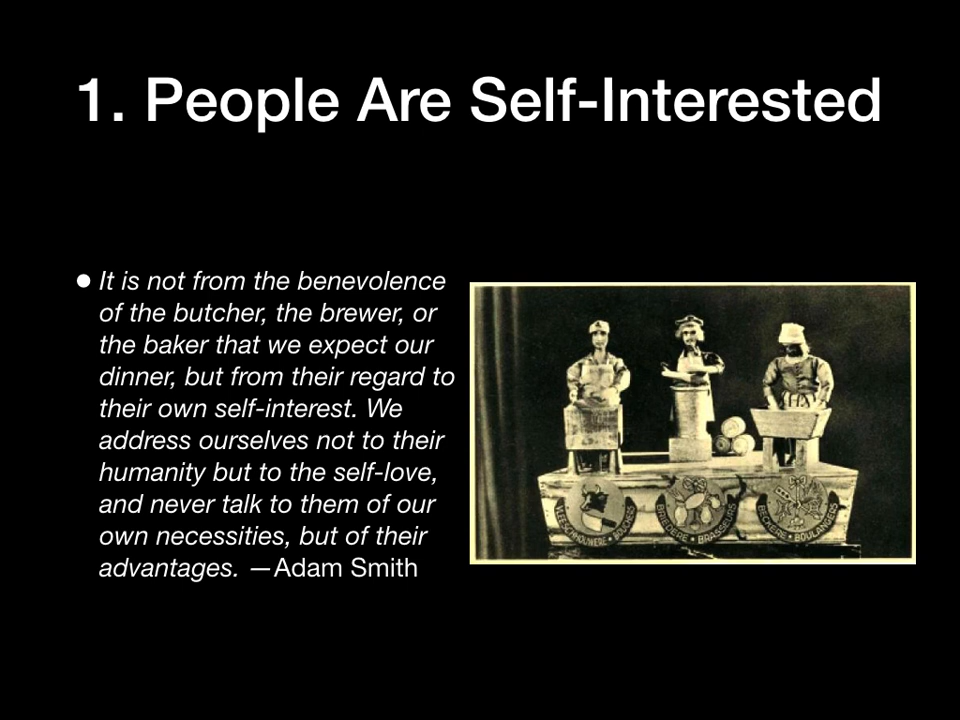 1. People Are Self-Interested
• It is not from the benevolence
of the butcher, the brewer, or
the baker that we expect our
dinner, but from their regard to
their own self-interest. We
address ourselves not to their
humanity but to the self-love,
and never talk to them of our
own necessities, but of their
advantages. —Adam Smith
BRASSEURS
BOULANGERS